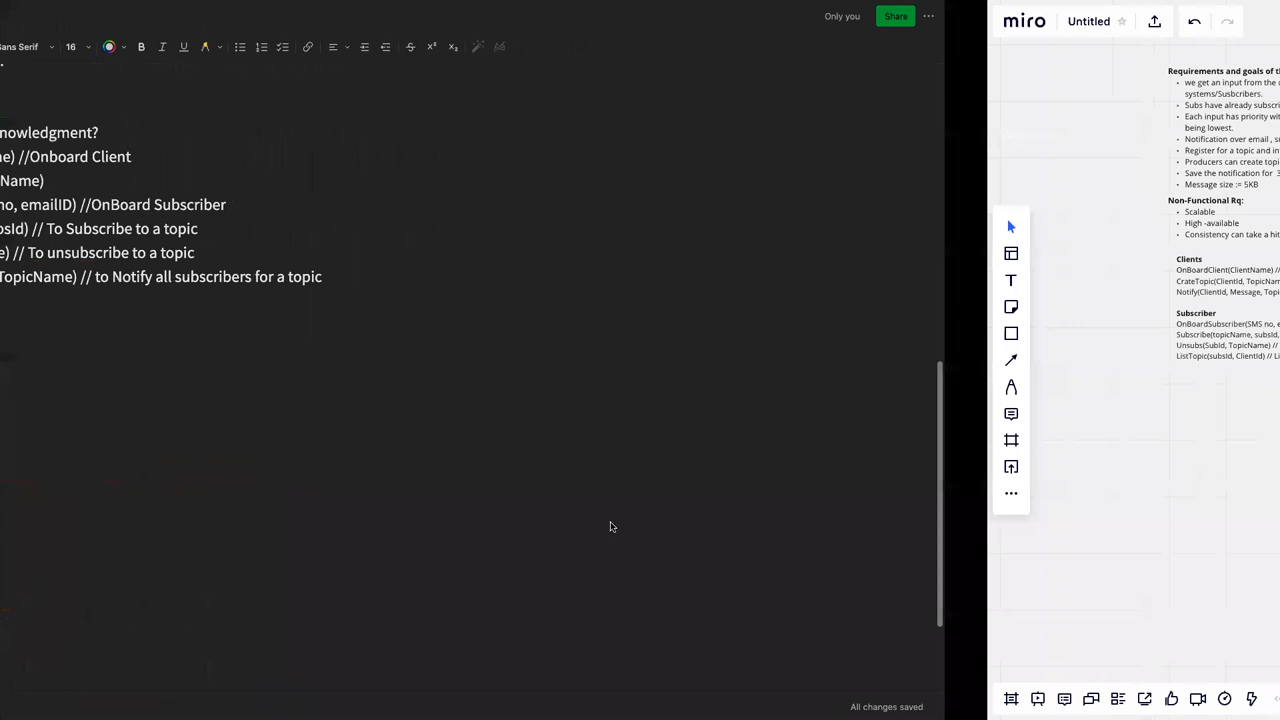 Only you
Share
Sans Serif
16
nowledgment?
e) //Onboard Client
Name)
no, emailID) //OnBoard Subscriber
bsId) // To Subscribe to a topic
e) // To unsubscribe to a topic
TopicName) // to Notify all subscribers for a topic
All changes saved
miro
Untitled
Requirements and goals of t
we get an input from the
systems/Susbcribers.
Subs have already subscri
Each input has priority wit
being lowest.
Notification over email , s
Register for a topic and in
Producers can create topi
Save the notification for 3
Message size := 5KB
Non-Functional Rq:
Scalable
High -available
Consistency can take a hit
Clients
OnBoardClient(ClientName) //
CrateTopic(ClientId, TopicNam
Notify(ClientId, Message, Topi
Subscriber
OnBoardSubscriber(SMS no, e
Subscribe(topicName, subsId,
Unsubs(SubId, TopicName) //
ListTopic(subsId, ClientId) // Li